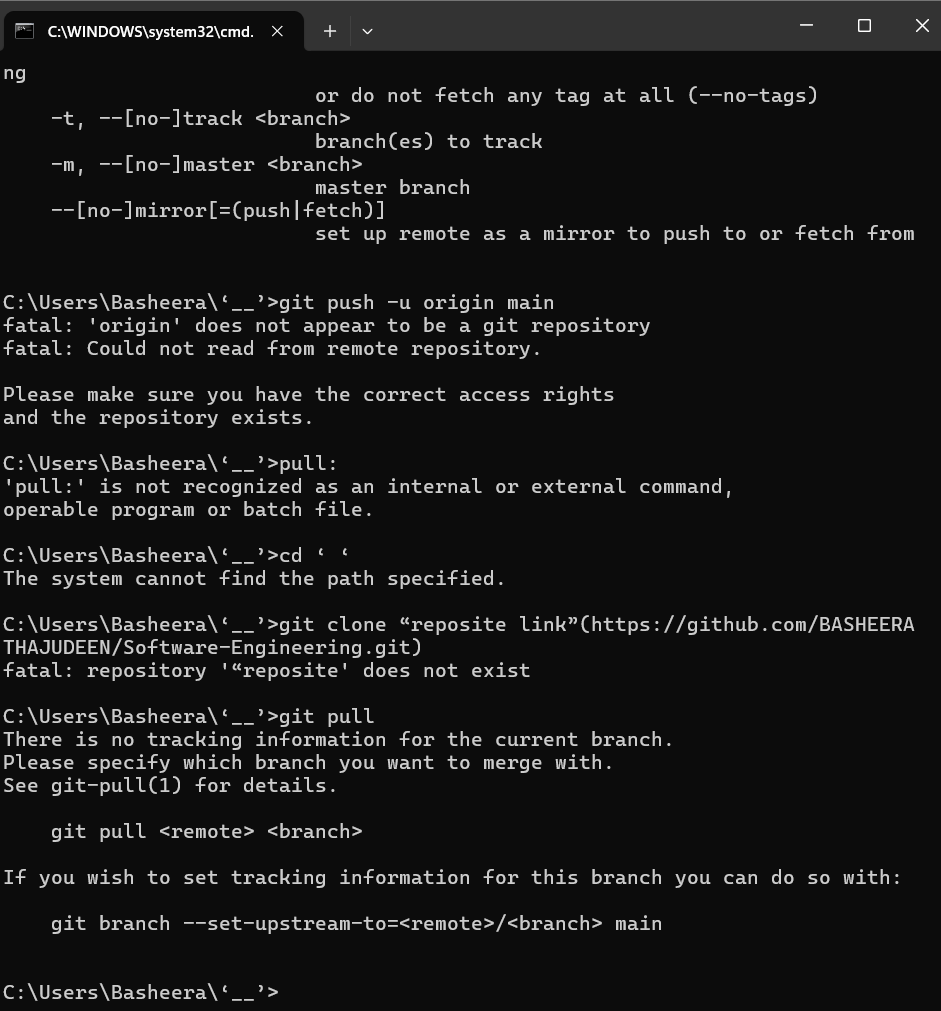 C:\WINDOWS\system32\cmd.
ng
or do not fetch any tag at all (--no-tags)
-t, --[no-]track <branch>
branch(es) to track
-m, --[no-]master <branch>
master branch
--[no-]mirror[=(push|fetch)]
set up remote as a mirror to push to or fetch from
C:\Users\Basheera\‘__’>git push -u origin main
fatal: 'origin' does not appear to be a git repository
fatal: Could not read from remote repository.
Please make sure you have the correct access rights
and the repository exists.
C:\Users\Basheera\‘__’>pull:
'pull:' is not recognized as an internal or external command,
operable program or batch file.
C:\Users\Basheera\‘__’>cd ‘ ‘
The system cannot find the path specified.
C:\Users\Basheera\‘__’>git clone “reposite link”(https://github.com/BASHEERA
THAJUDEEN/Software-Engineering.git)
fatal: repository '“reposite' does not exist
C:\Users\Basheera\‘__’>git pull
There is no tracking information for the current branch.
Please specify which branch you want to merge with.
See git-pull(1) for details.
git pull <remote> <branch>
If you wish to set tracking information for this branch you can do so with:
git branch --set-upstream-to=<remote>/<branch> main
C:\Users\Basheera\‘__’>